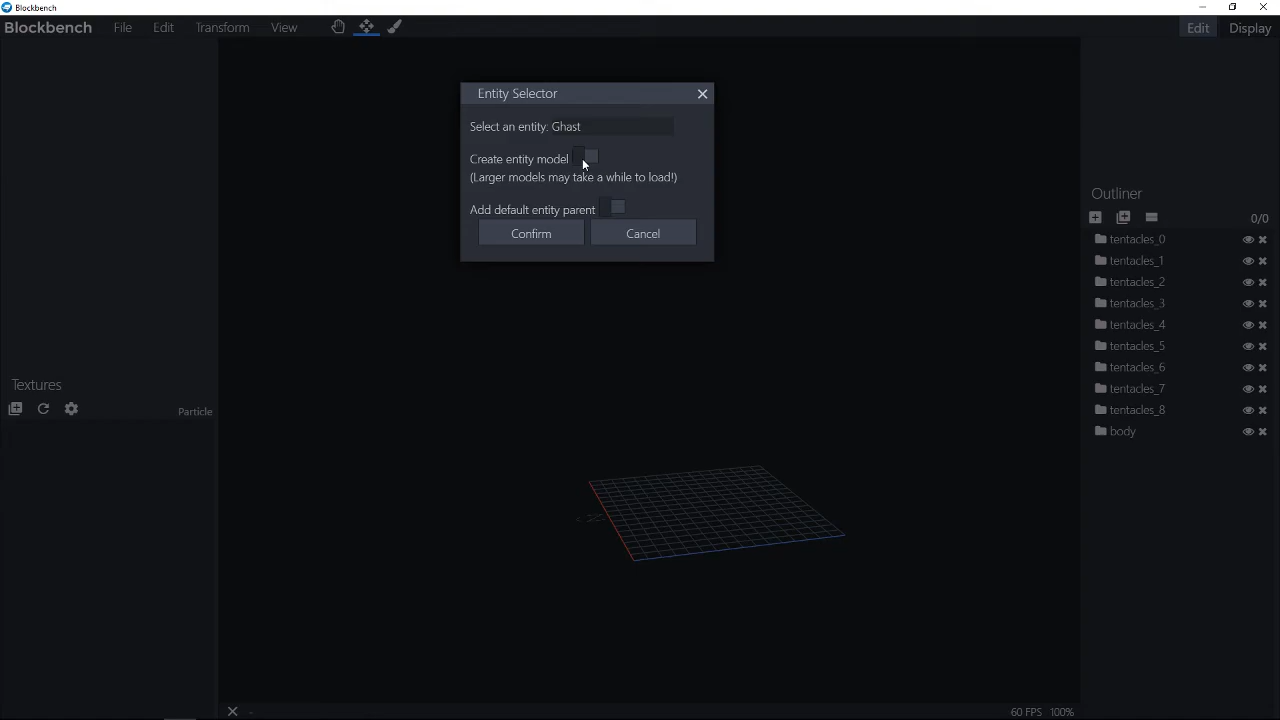 Blockbench
Blockbench File Edit Transform View Edit Display
Entity Selector
Select an entity: Ghast
Create entity model
(Larger models may take a while to load!)
Add default entity parent
Confirm Cancel
Outliner
0/0
tentacles_0
tentacles_1
tentacles_2
tentacles_3
tentacles_4
tentacles_5
tentacles_6
tentacles_7
tentacles_8
body
Textures
Particle
60 FPS 100%